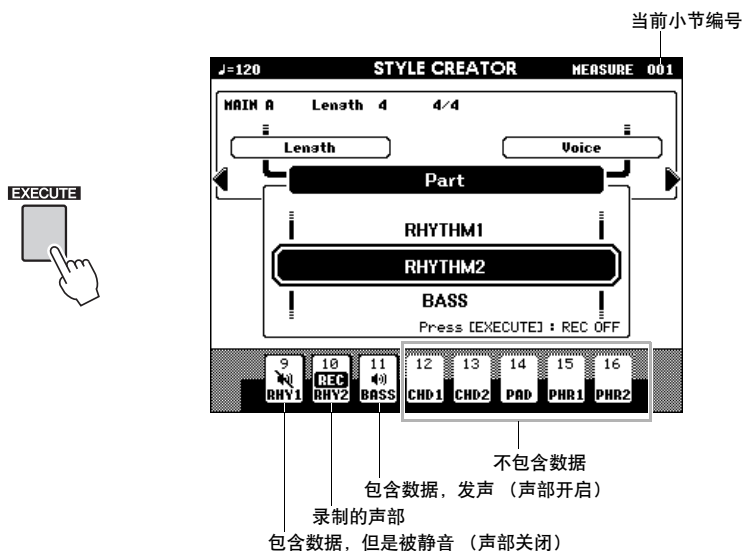 当前小节编号
♩=120 STYLE CREATOR MEASURE 001
MAIN A Length 4 4/4
Length Voice
Part
EXECUTE
RHYTHM1
RHYTHM2
BASS
Press [EXECUTE] : REC OFF
9 10 11 12 13 14 15 16
REC
RHY1 RHY2 BASS CHD1 CHD2 PAD PHR1 PHR2
不包含数据
包含数据，发声 （声部开启）
录制的声部
包含数据，但是被静音 （声部关闭）